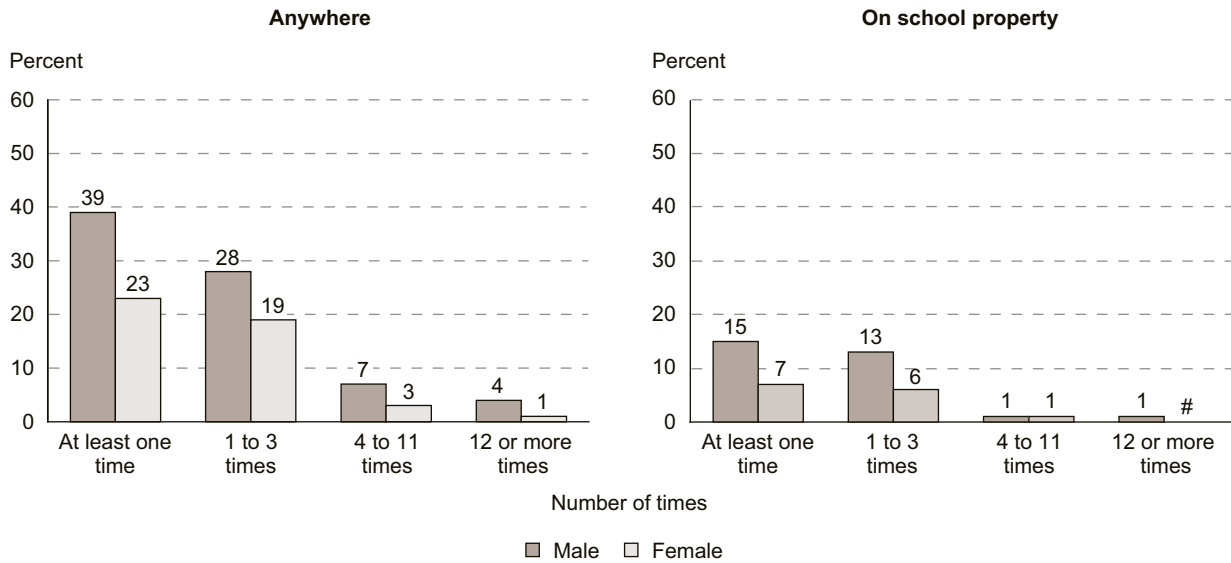 Anywhere
Percent
60
50
40
30
20
10
0
39
23
28
19
7
3
4
1
At least one
time
1 to 3
times
4 to 11
times
12 or more
times
On school property
Percent
60
50
40
30
20
10
0
15
7
13
6
1
1
1
#
At least one
time
1 to 3
times
4 to 11
times
12 or more
times
Number of times
Male
Female